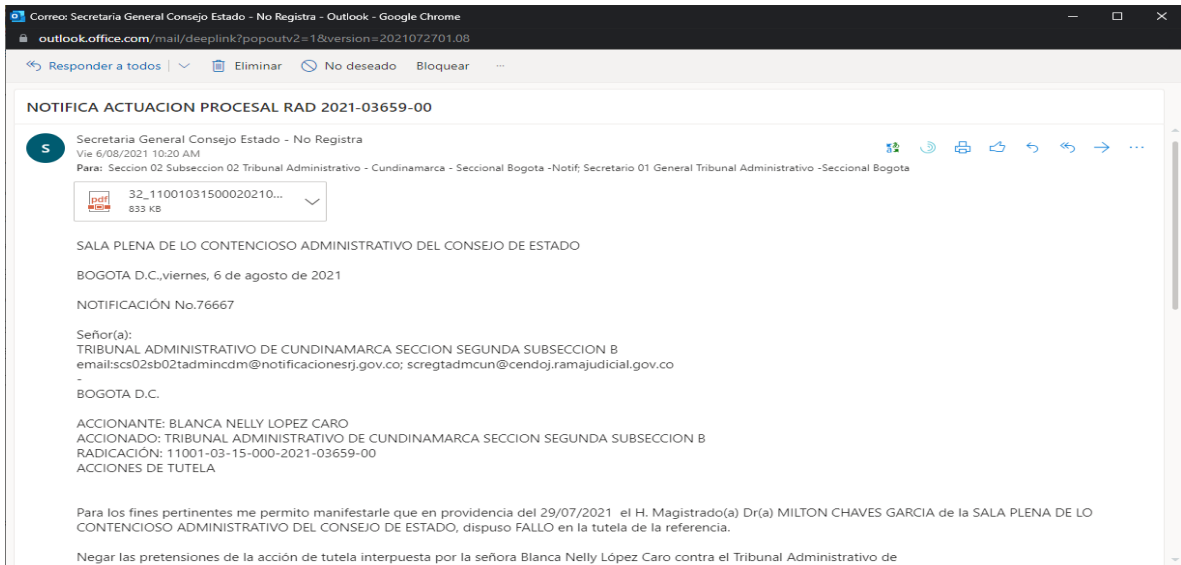 Correo: Secretaria General Consejo Estado - No Registra - Outlook - Google Chrome
outlook.office.com/mail/deeplink?popoutv2=1&version=2021072701.08
Responder a todos Eliminar No deseado Bloquear ...
NOTIFICA ACTUACION PROCESAL RAD 2021-03659-00
S
Secretaria General Consejo Estado - No Registra
Vie 6/08/2021 10:20 AM
Para: Seccion 02 Subseccion 02 Tribunal Administrativo - Cundinamarca - Seccional Bogota -Notif; Secretario 01 General Tribunal Administrativo -Seccional Bogota
pdf
32_11001031500020210...
833 KB
SALA PLENA DE LO CONTENCIOSO ADMINISTRATIVO DEL CONSEJO DE ESTADO
BOGOTA D.C.,viernes, 6 de agosto de 2021
NOTIFICACIÓN No.76667
Señor(a):
TRIBUNAL ADMINISTRATIVO DE CUNDINAMARCA SECCION SEGUNDA SUBSECCION B
email:scs02sb02tadmincdm@notificacionesrj.gov.co; scregtadmcun@cendoj.ramajudicial.gov.co
-
BOGOTA D.C.
ACCIONANTE: BLANCA NELLY LOPEZ CARO
ACCIONADO: TRIBUNAL ADMINISTRATIVO DE CUNDINAMARCA SECCION SEGUNDA SUBSECCION B
RADICACIÓN: 11001-03-15-000-2021-03659-00
ACCIONES DE TUTELA
Para los fines pertinentes me permito manifestarle que en providencia del 29/07/2021 el H. Magistrado(a) Dr(a) MILTON CHAVES GARCIA de la SALA PLENA DE LO
CONTENCIOSO ADMINISTRATIVO DEL CONSEJO DE ESTADO, dispuso FALLO en la tutela de la referencia.
Negar las pretensiones de la acción de tutela interpuesta por la señora Blanca Nelly López Caro contra el Tribunal Administrativo de